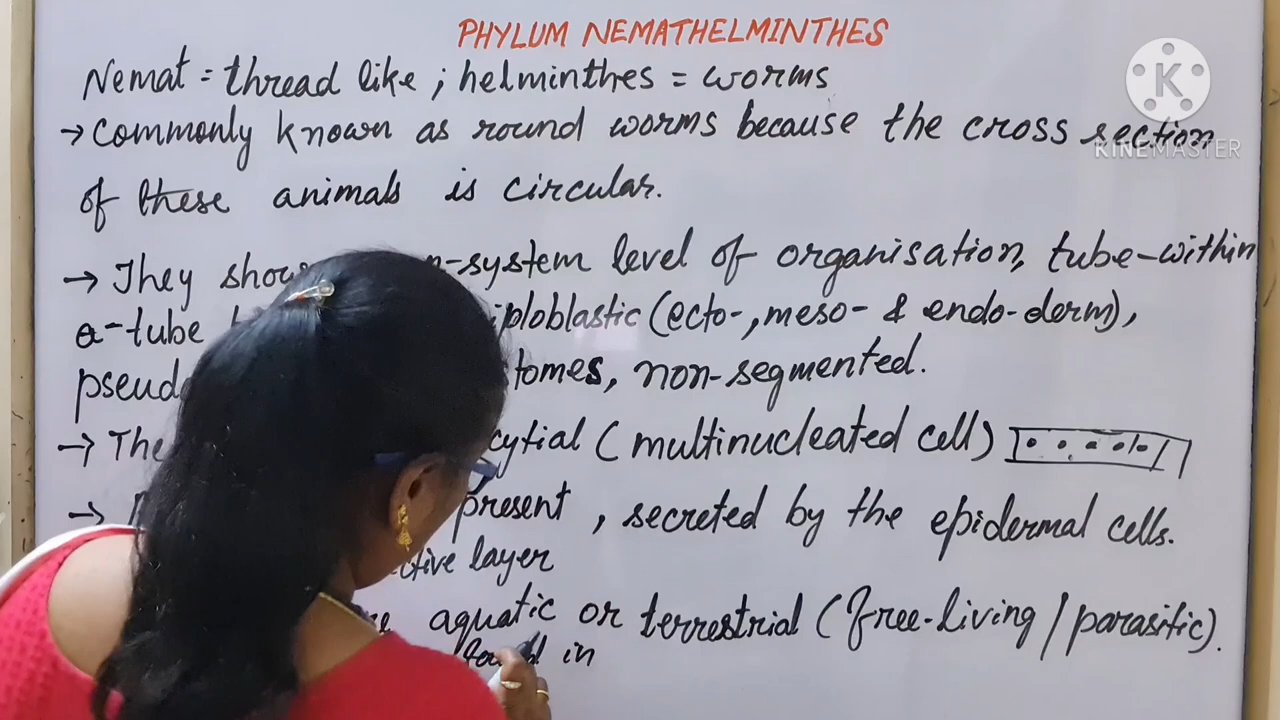 PHYLUM NEMATHELMINTHES
Nemat = thread like ; helminthes = worms
K
→ Commonly known as round worms because the cross section
KINEMASTER
of these animals is circular.
→ They show n-system level of organisation, tube-within
a-tube iploblastic (ecto-, meso- & endo-derm),
pseud tomes, non-segmented.
→ The cytial (multinucleated cell)
→ present , secreted by the epidermal cells.
ctive layer
aquatic or terrestrial (free-living / parasitic).
found in